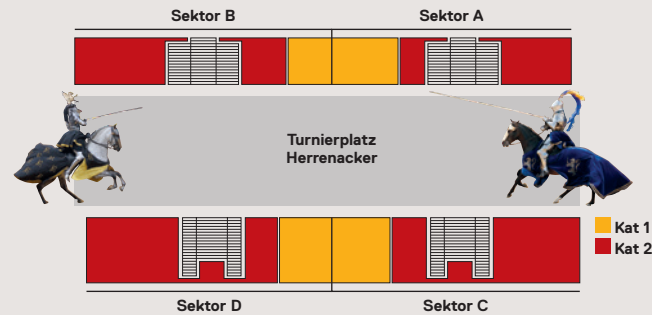 Sektor B
Sektor A
Turnierplatz
Herrenacker
Kat 1
Kat 2
Sektor D
Sektor C